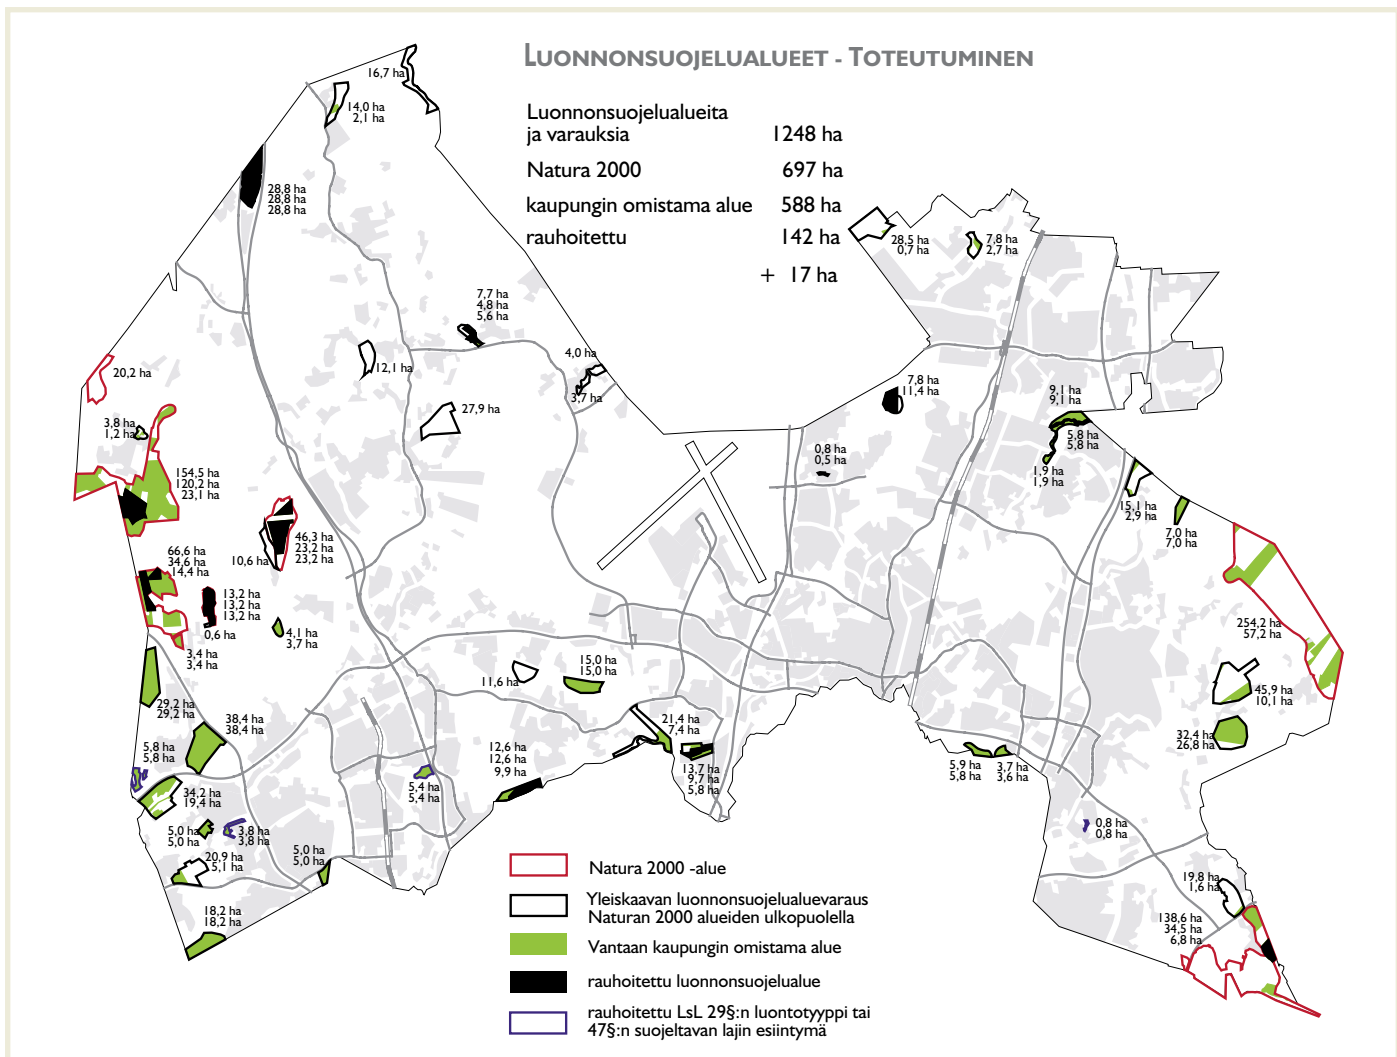 LUONNONSUOJELUALUEET - TOTEUTUMINEN
Luonnonsuojelualueita
ja varauksia 1248 ha
Natura 2000 697 ha
kaupungin omistama alue 588 ha
rauhoitettu 142 ha
+ 17 ha
16,7 ha
14,0 ha
2,1 ha
28,8 ha
28,8 ha
28,8 ha
28,5 ha
0,7 ha
7,8 ha
2,7 ha
7,7 ha
4,8 ha
5,6 ha
12,1 ha
4,0 ha
3,7 ha
27,9 ha
20,2 ha
3,8 ha
1,2 ha
7,8 ha
11,4 ha
9,1 ha
9,1 ha
5,8 ha
5,8 ha
1,9 ha
1,9 ha
0,8 ha
0,5 ha
154,5 ha
120,2 ha
23,1 ha
15,1 ha
2,9 ha
7,0 ha
7,0 ha
46,3 ha
23,2 ha
23,2 ha
10,6 ha
66,6 ha
34,6 ha
14,4 ha
13,2 ha
13,2 ha
13,2 ha
0,6 ha
4,1 ha
3,7 ha
3,4 ha
3,4 ha
254,2 ha
57,2 ha
11,6 ha
15,0 ha
15,0 ha
45,9 ha
10,1 ha
29,2 ha
29,2 ha
38,4 ha
38,4 ha
21,4 ha
7,4 ha
32,4 ha
26,8 ha
5,8 ha
5,8 ha
12,6 ha
12,6 ha
9,9 ha
13,7 ha
9,7 ha
5,8 ha
5,9 ha
5,8 ha
3,7 ha
3,6 ha
34,2 ha
19,4 ha
5,4 ha
5,4 ha
5,0 ha
5,0 ha
3,8 ha
3,8 ha
0,8 ha
0,8 ha
20,9 ha
5,1 ha
5,0 ha
5,0 ha
19,8 ha
1,6 ha
18,2 ha
18,2 ha
138,6 ha
34,5 ha
6,8 ha
Natura 2000 -alue
Yleiskaavan luonnonsuojelualuevaraus
Naturan 2000 alueiden ulkopuolella
Vantaan kaupungin omistama alue
rauhoitettu luonnonsuojelualue
rauhoitettu LsL 29§:n luontotyyppi tai
47§:n suojeltavan lajin esiintymä